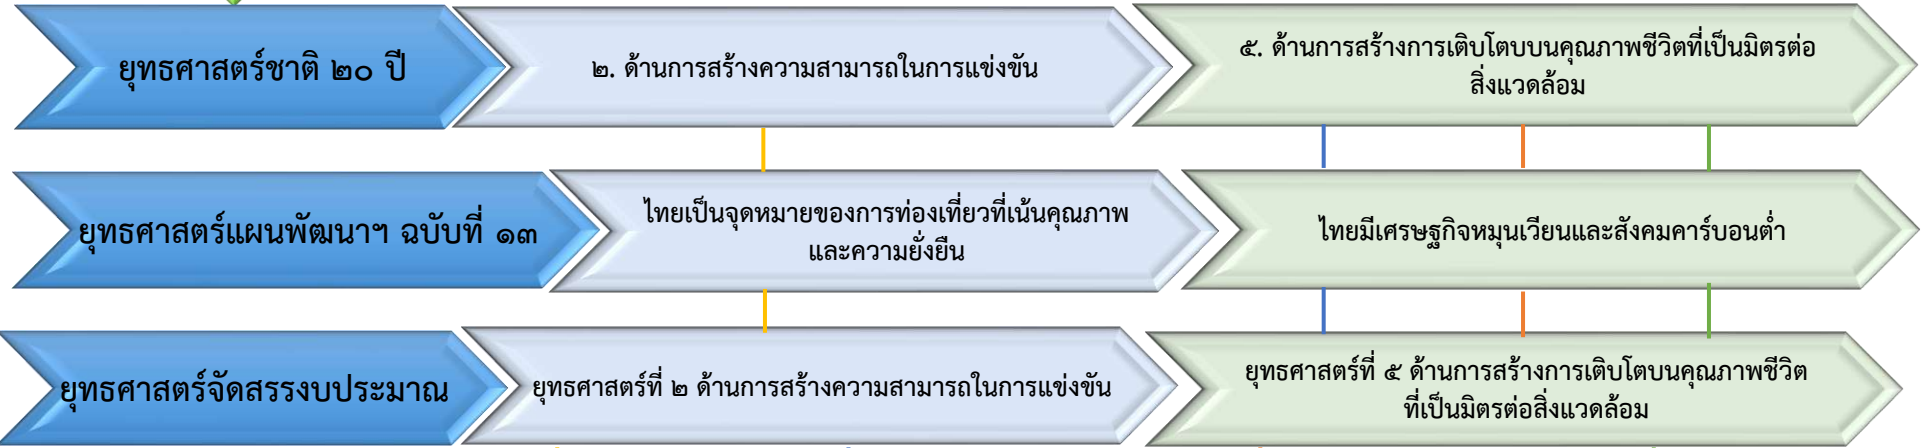 ยุทธศาสตร์ชาติ ๒๐ ปี
๒. ด้านการสร้างความสามารถในการแข่งขัน
๕. ด้านการสร้างการเติบโตบบนคุณภาพชีวิตที่เป็นมิตรต่อ
สิ่งแวดล้อม
ยุทธศาสตร์แผนพัฒนาฯ ฉบับที่ ๑๓
ไทยเป็นจุดหมายของการท่องเที่ยวที่เน้นคุณภาพ
และความยั่งยืน
ไทยมีเศรษฐกิจหมุนเวียนและสังคมคาร์บอนต่ำ
ยุทธศาสตร์จัดสรรงบประมาณ
ยุทธศาสตร์ที่ ๒ ด้านการสร้างความสามารถในการแข่งขัน
ยุทธศาสตร์ที่ ๕ ด้านการสร้างการเติบโตบนคุณภาพชีวิต
ที่เป็นมิตรต่อสิ่งแวดล้อม